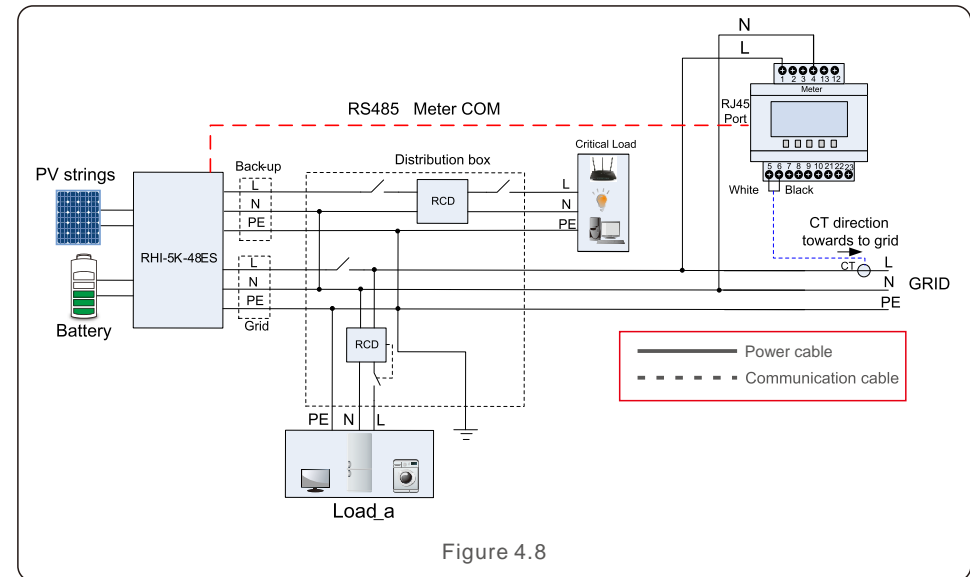 N
L
1 2 3 4 13 12
Meter
RS485 Meter COM
RJ45
Port
Critical Load
Distribution box
Back-up
PV strings
L
N
PE
RCD
L
N
PE
5 6 7 8 9 10 21 22 23
White
Black
RHI-5K-48ES
CT direction
towards to grid
L
N
PE
CT
L
N
PE
GRID
Battery
Grid
RCD
Power cable
Communication cable
PE N L
Load_a
Figure 4.8